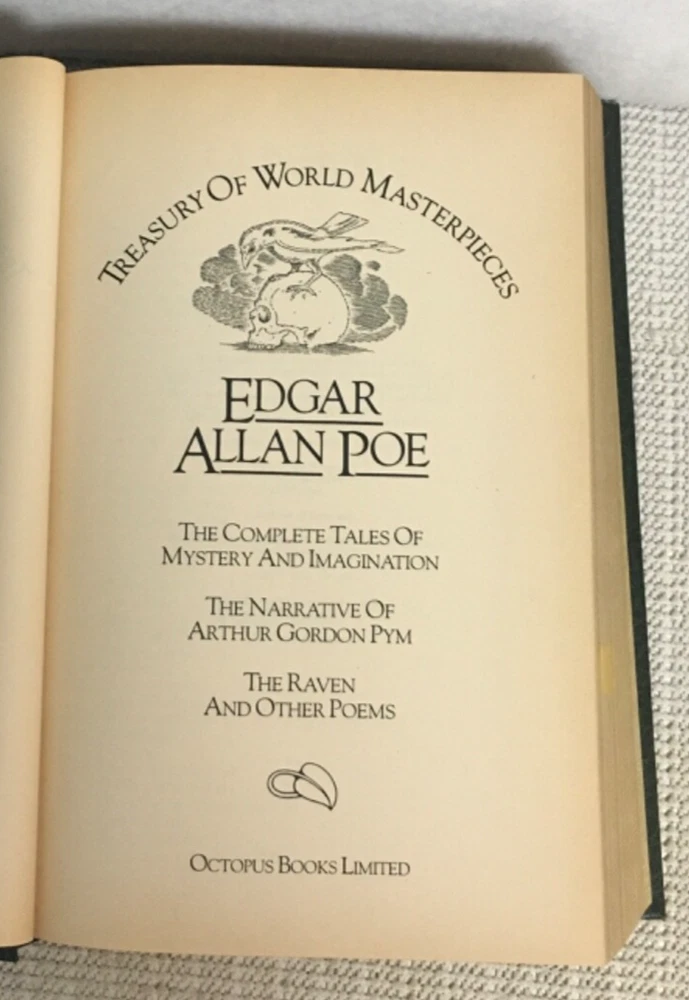 Treasury Of World Masterpieces
Edgar
Allan Poe
The Complete Tales Of
Mystery And Imagination
The Narrative Of
Arthur Gordon Pym
The Raven
And Other Poems
Octopus Books Limited